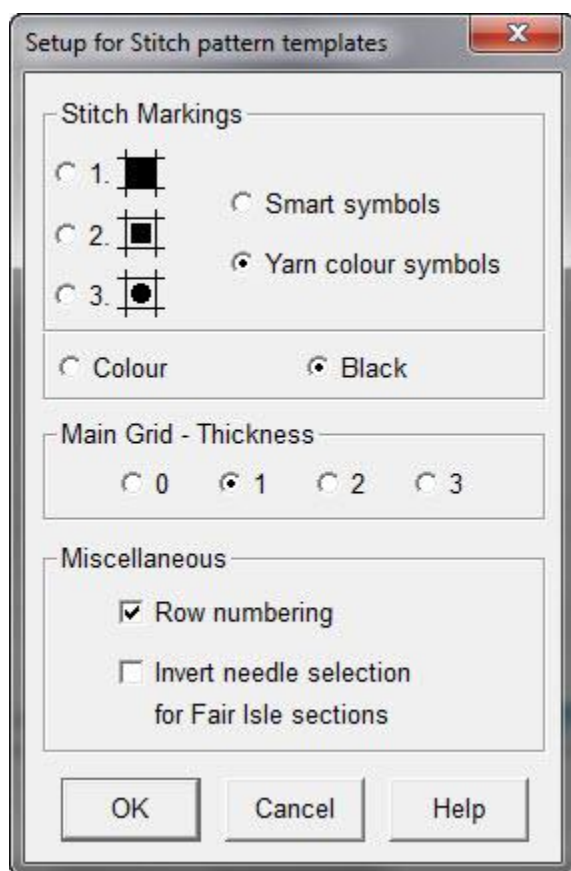 Setup for Stitch pattern templates
Stitch Markings
1.
Smart symbols
2.
Yarn colour symbols
3.
Colour Black
Main Grid - Thickness
0 1 2 3
Miscellaneous
Row numbering
Invert needle selection
for Fair Isle sections
OK Cancel Help